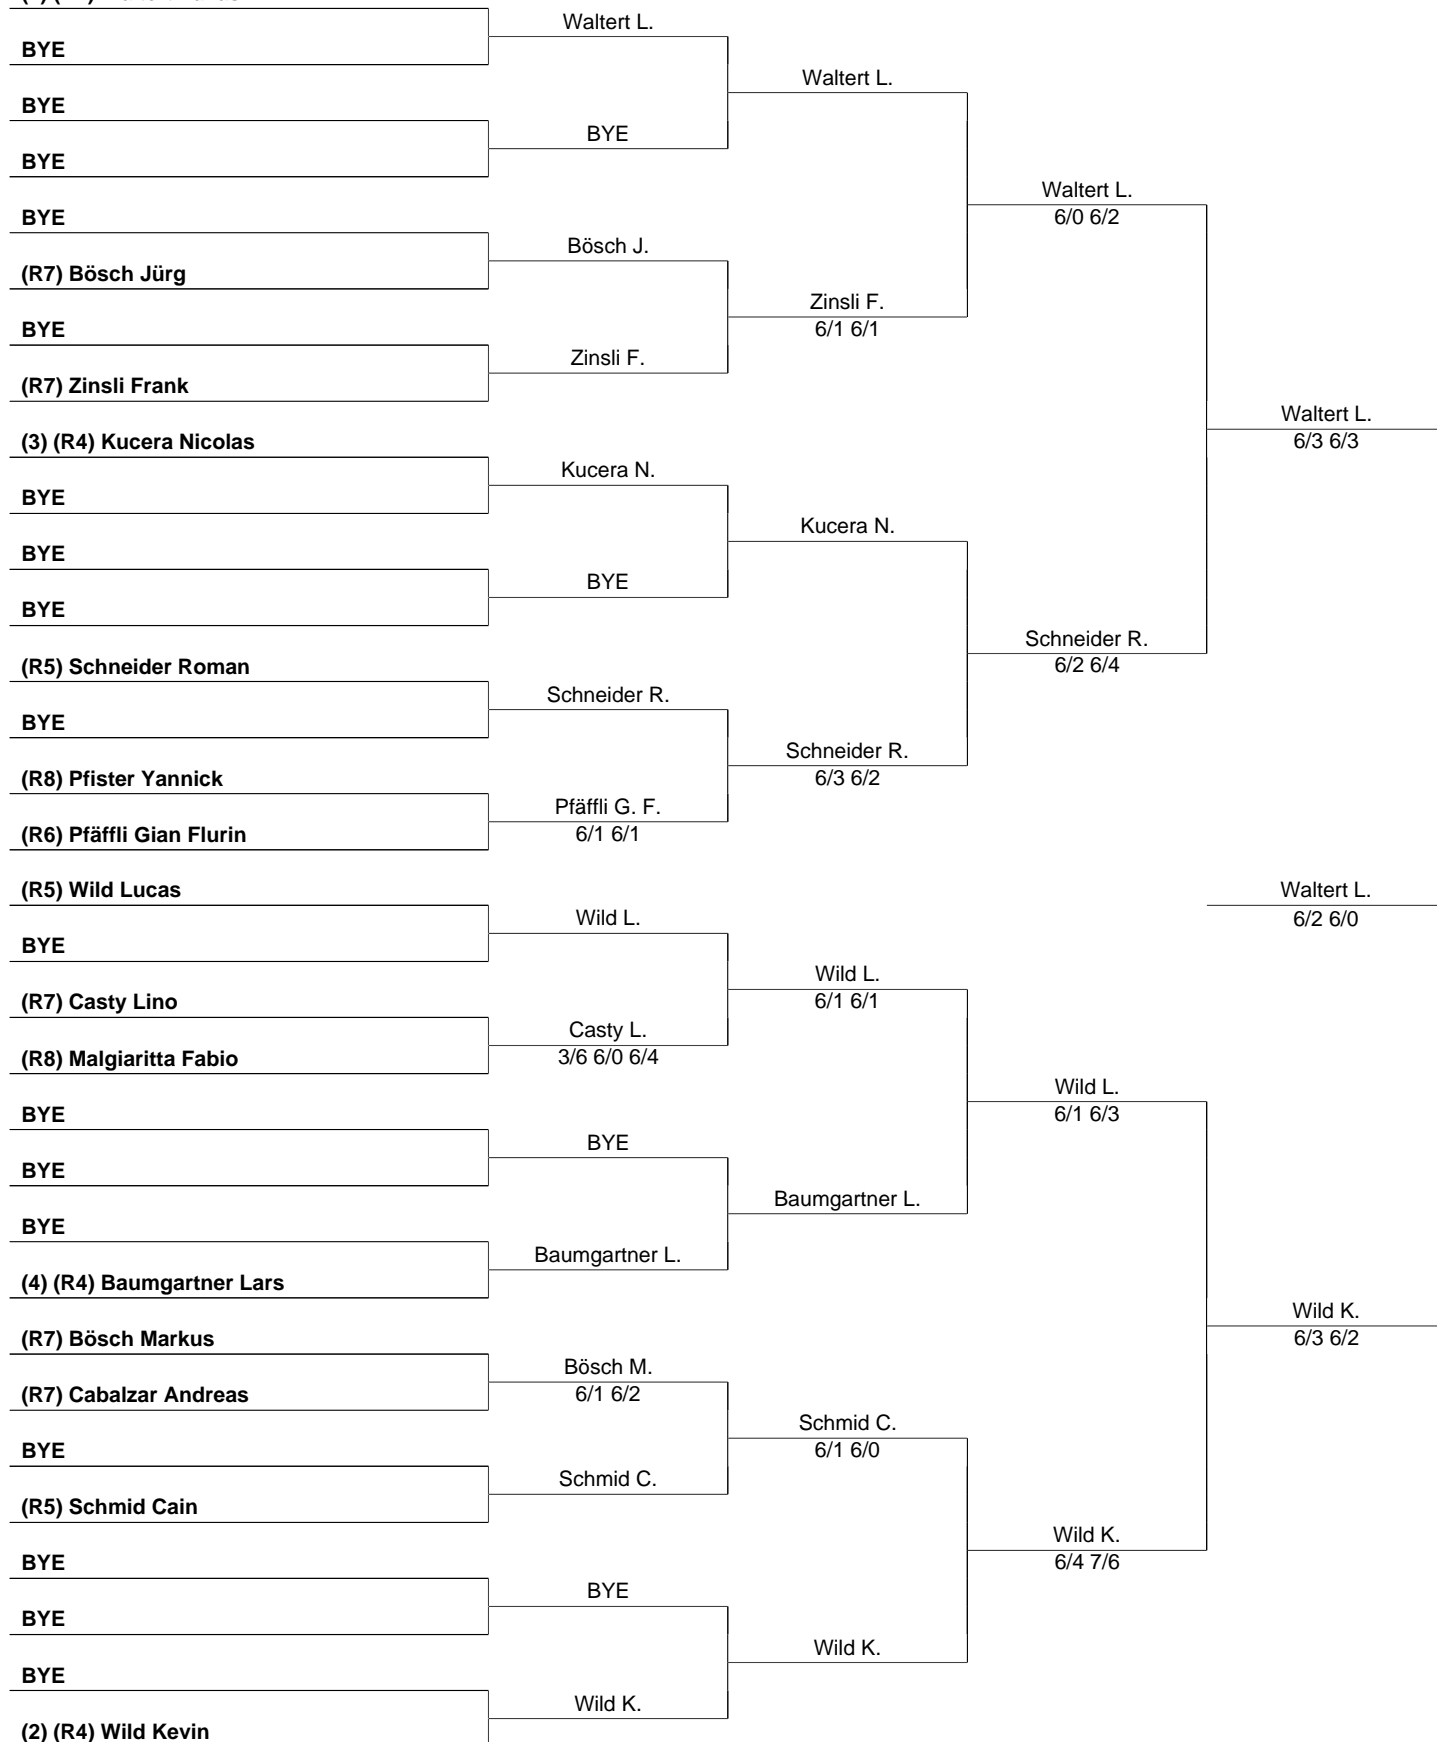 BYE
BYE
BYE
BYE
(R7) Bösch Jürg
BYE
(R7) Zinsli Frank
(3) (R4) Kucera Nicolas
BYE
BYE
BYE
(R5) Schneider Roman
BYE
(R8) Pfister Yannick
(R6) Pfäffli Gian Flurin
(R5) Wild Lucas
BYE
(R7) Casty Lino
(R8) Malgiaritta Fabio
BYE
BYE
BYE
(4) (R4) Baumgartner Lars
(R7) Bösch Markus
(R7) Cabalzar Andreas
BYE
(R5) Schmid Cain
BYE
BYE
BYE
(2) (R4) Wild Kevin
Waltert L.
BYE
Bösch J.
Zinsli F.
Kucera N.
BYE
Schneider R.
Pfäffli G. F.
6/1 6/1
Wild L.
Casty L.
3/6 6/0 6/4
BYE
Baumgartner L.
Bösch M.
6/1 6/2
Schmid C.
BYE
Wild K.
Waltert L.
Zinsli F.
6/1 6/1
Kucera N.
Schneider R.
6/3 6/2
Wild L.
6/1 6/1
Baumgartner L.
Schmid C.
6/1 6/0
Wild K.
Waltert L.
6/0 6/2
Schneider R.
6/2 6/4
Wild L.
6/1 6/3
Wild K.
6/4 7/6
Waltert L.
6/3 6/3
Waltert L.
6/2 6/0
Wild K.
6/3 6/2